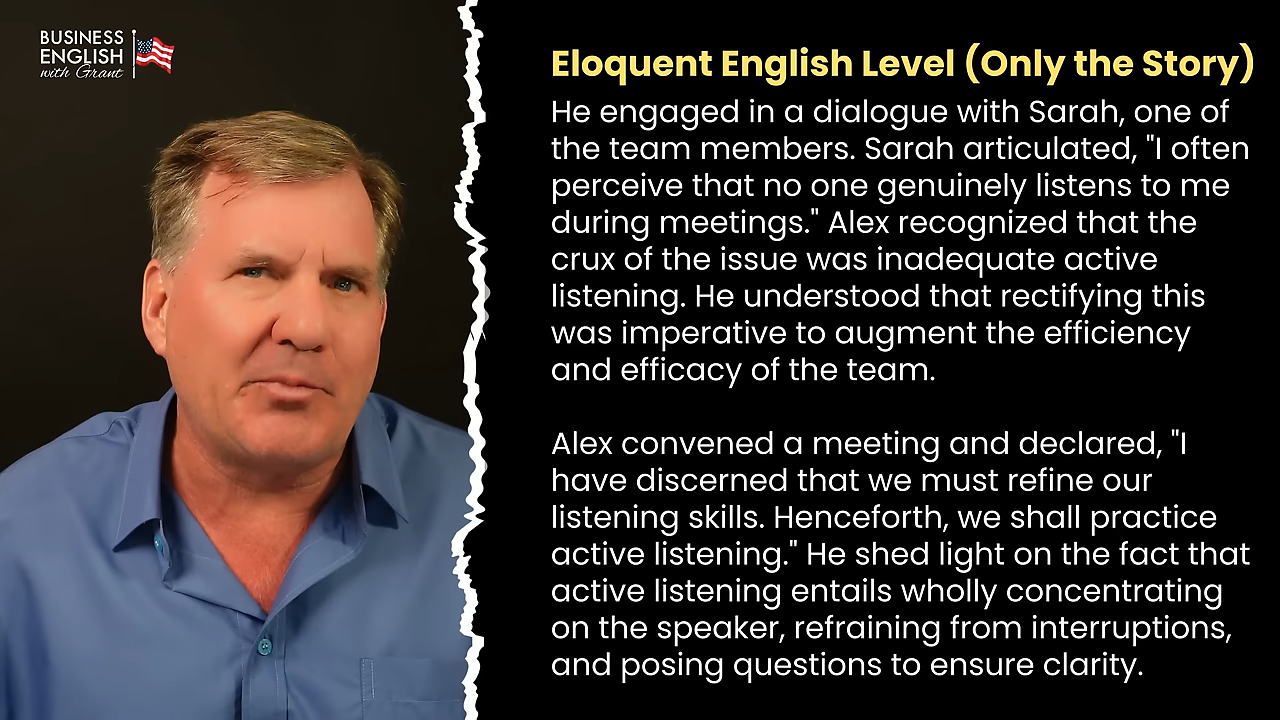 BUSINESS
ENGLISH
with Grant
Eloquent English Level (Only the Story)
He engaged in a dialogue with Sarah, one of
the team members. Sarah articulated, "I often
perceive that no one genuinely listens to me
during meetings." Alex recognized that the
crux of the issue was inadequate active
listening. He understood that rectifying this
was imperative to augment the efficiency
and efficacy of the team.
Alex convened a meeting and declared, "I
have discerned that we must refine our
listening skills. Henceforth, we shall practice
active listening." He shed light on the fact that
active listening entails wholly concentrating
on the speaker, refraining from interruptions,
and posing questions to ensure clarity.